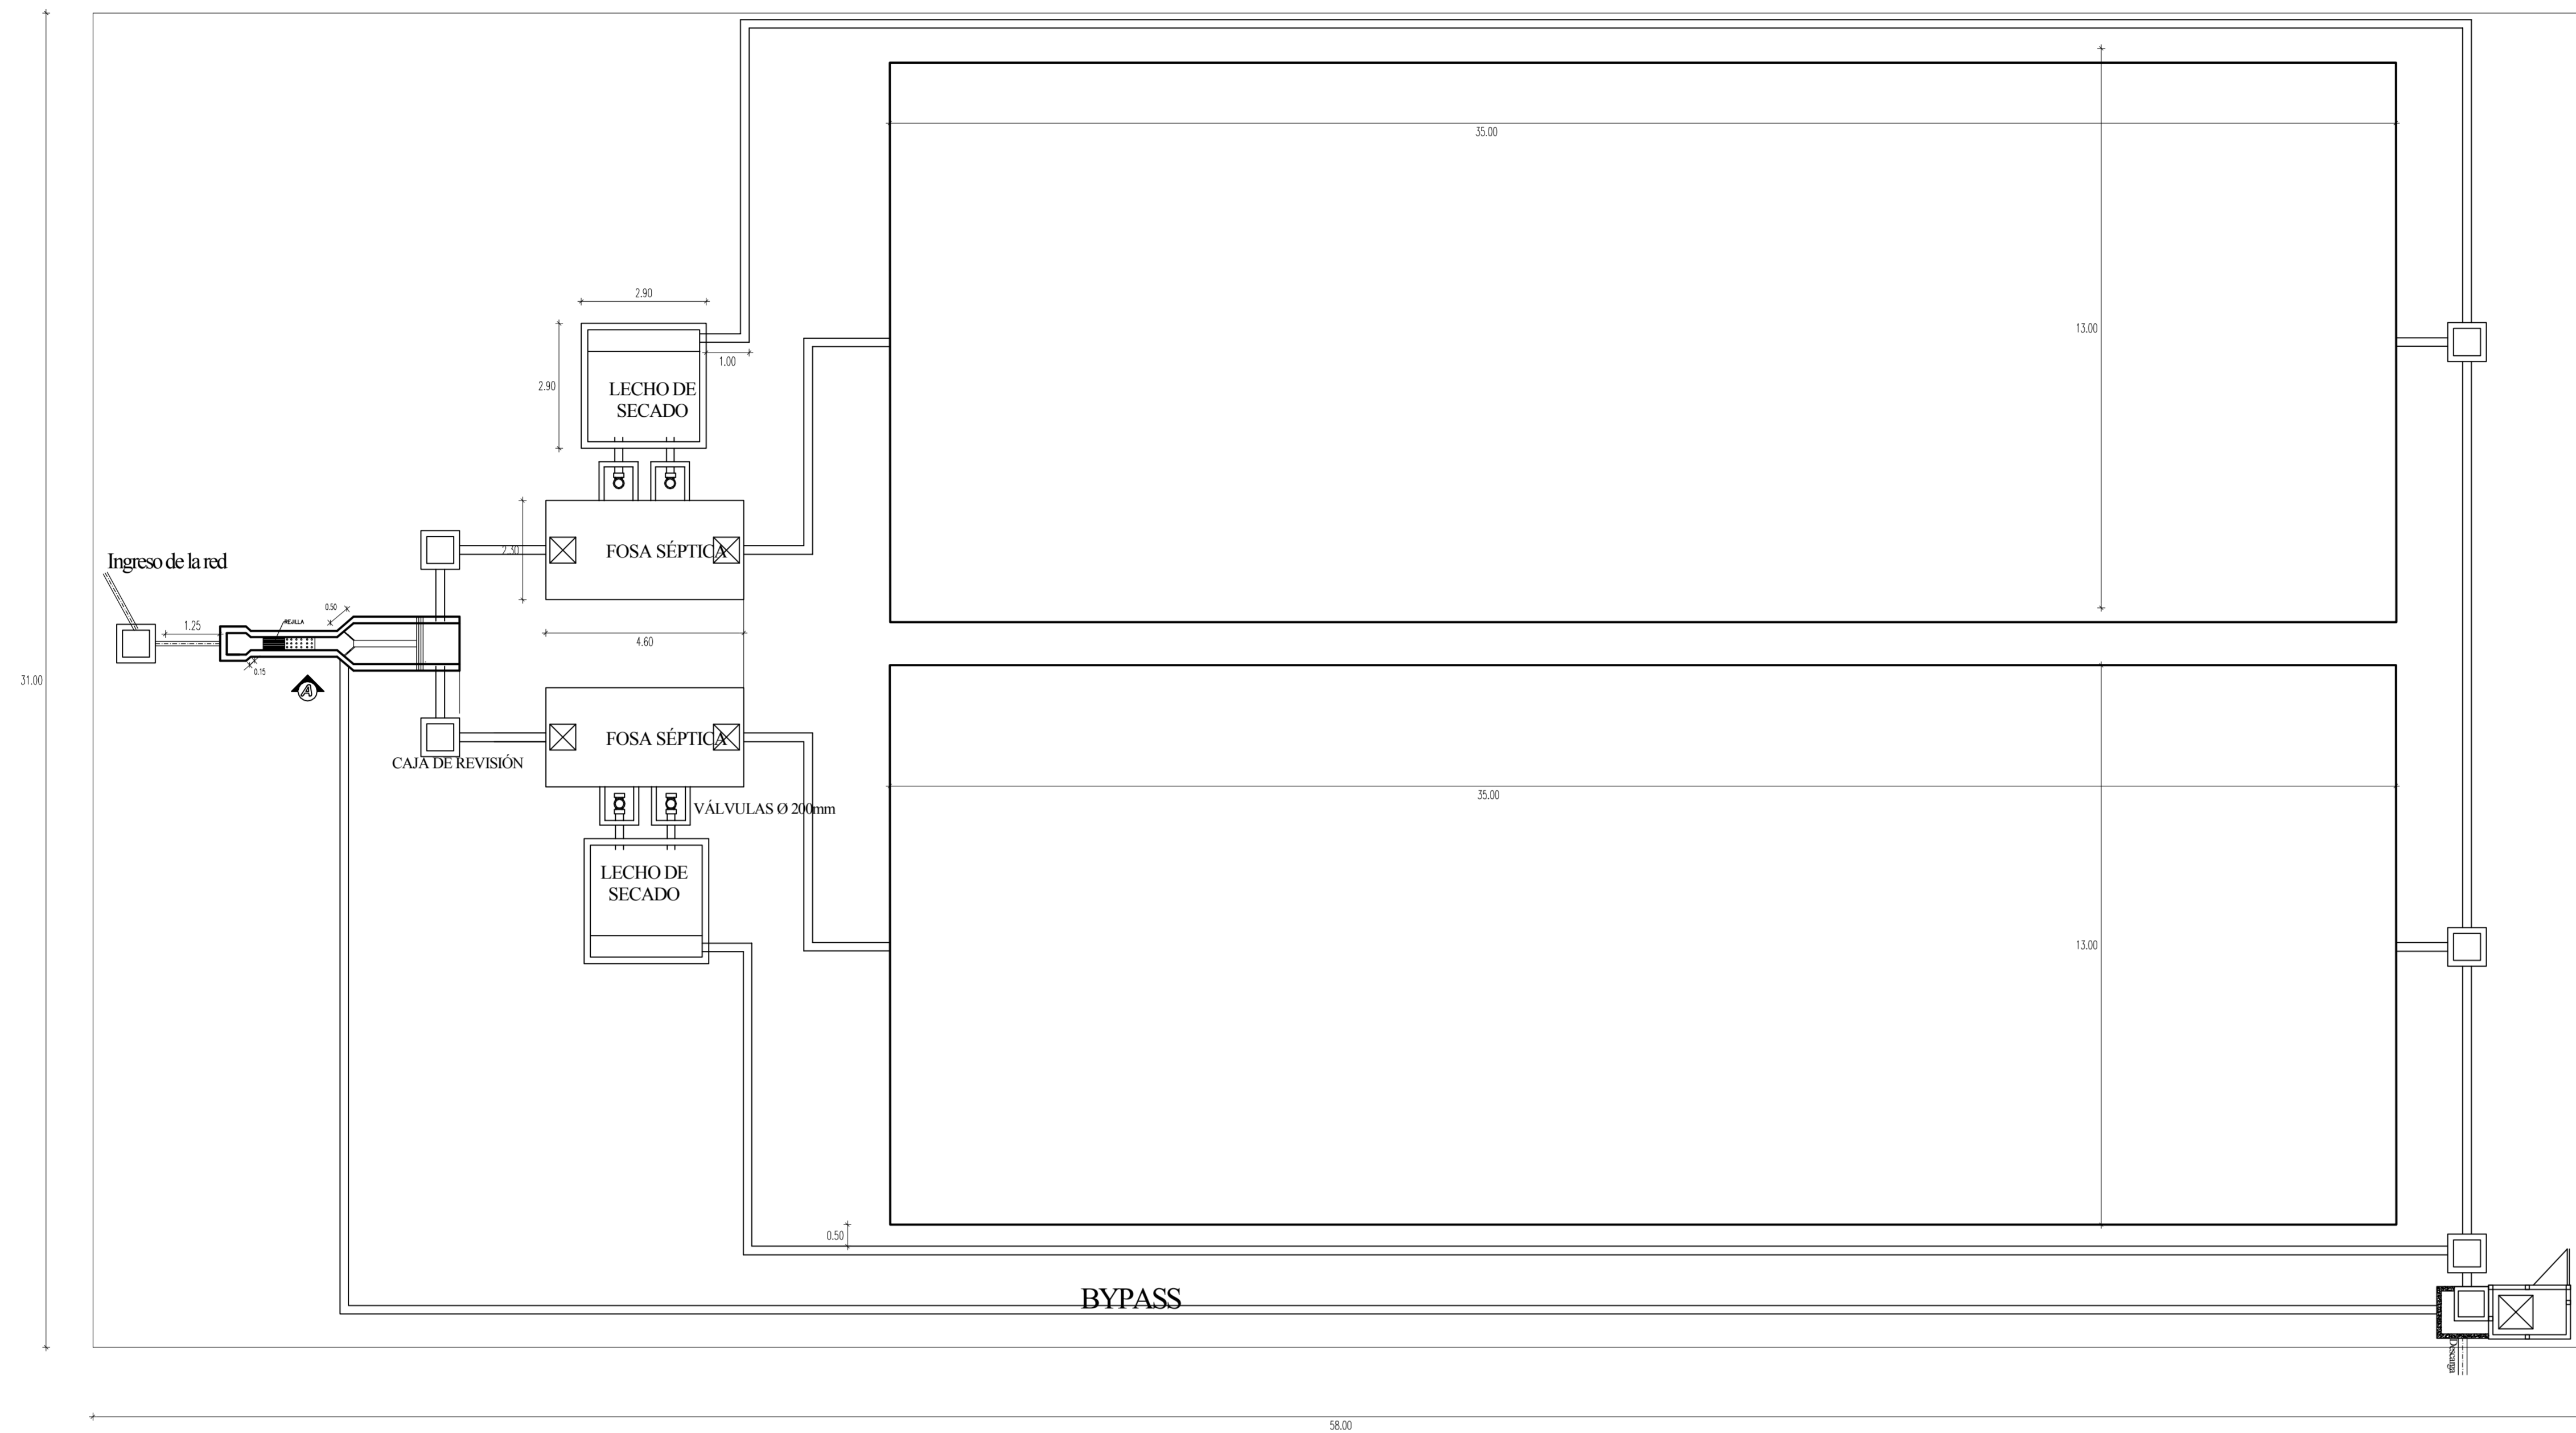 35.00
13.00
2.90
1.00
2.90
LECHO DE
SECADO
2.30
FOSA SÉPTICA
Ingreso de la red
0.50
REJILLA
1.25
4.60
0.15
A
31.00
FOSA SÉPTICA
CAJA DE REVISIÓN
35.00
VÁLVULAS Ø 200mm
LECHO DE
SECADO
13.00
0.50
BYPASS
Descarga
58.00